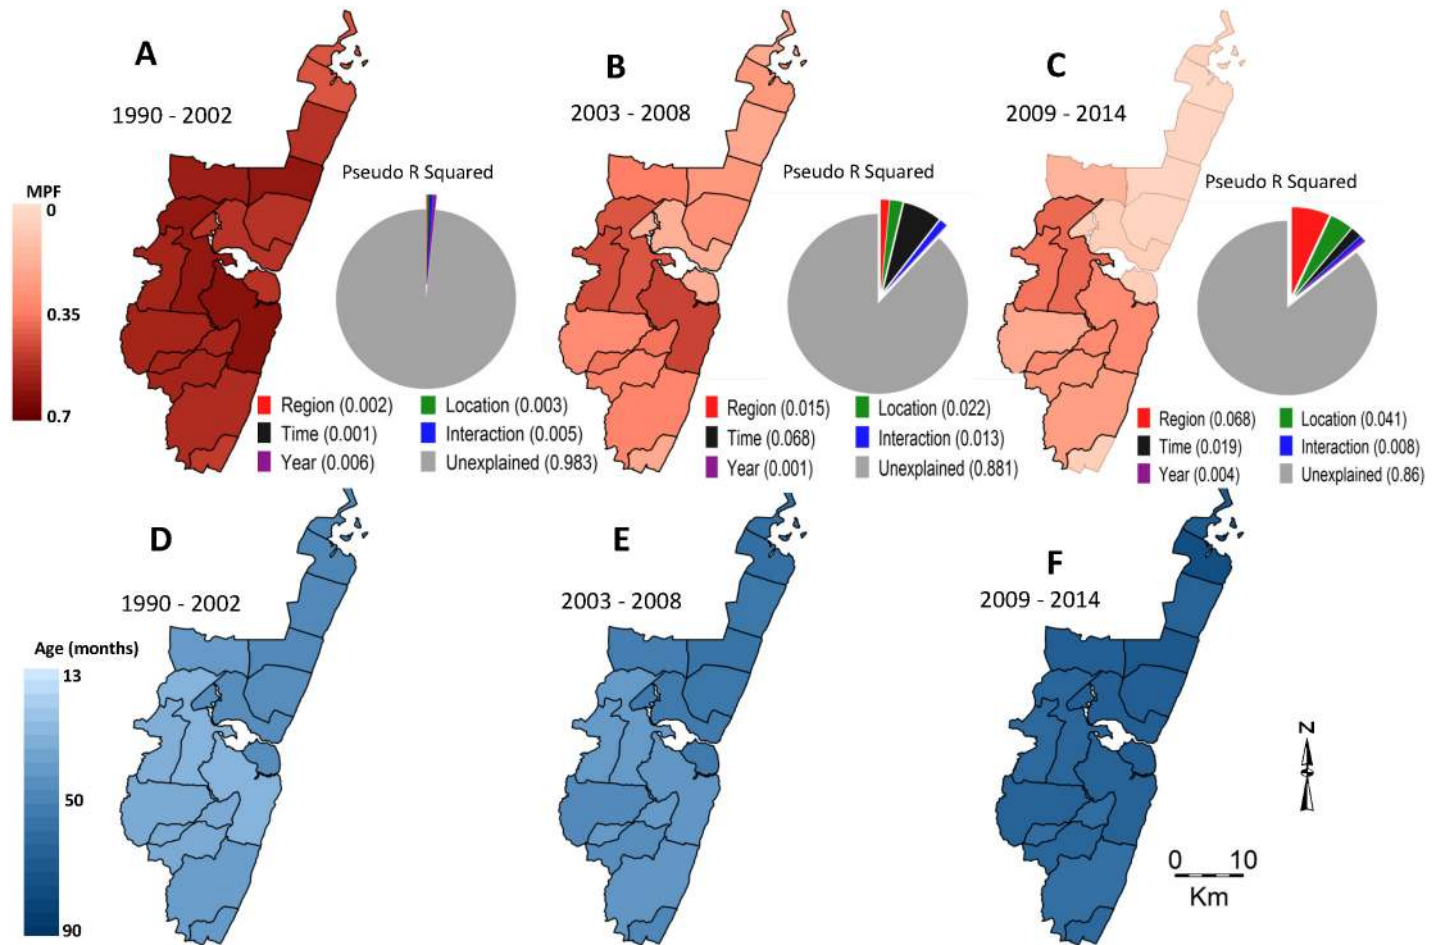 A
B
C
1990 - 2002
2003 - 2008
2009 - 2014
MPF
0
0.35
0.7
Pseudo R Squared
Pseudo R Squared
Pseudo R Squared
Region (0.002) Location (0.003)
Time (0.001) Interaction (0.005)
Year (0.006) Unexplained (0.983)
Region (0.015) Location (0.022)
Time (0.068) Interaction (0.013)
Year (0.001) Unexplained (0.881)
Region (0.068) Location (0.041)
Time (0.019) Interaction (0.008)
Year (0.004) Unexplained (0.86)
D
E
F
1990 - 2002
2003 - 2008
2009 - 2014
Age (months)
13
50
90
N
0 10
Km